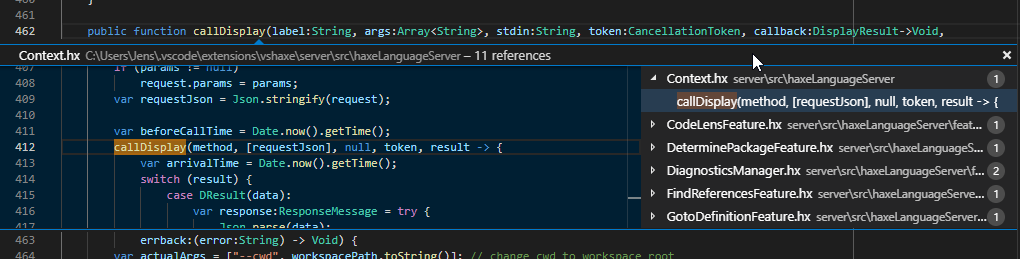 461
462 public function callDisplay(label:String, args:Array<String>, stdin:String, token:CancellationToken, callback:DisplayResult->Void,
Context.hx C:\Users\lens\.vscode\extensions\vshaxe\server\src\haxeLanguageServer – 11 references
407 if (params != null)
408 request.params = params;
409 var requestJson = Json.stringify(request);
410
411 var beforeCallTime = Date.now().getTime();
412 callDisplay(method, [requestJson], null, token, result -> {
413 var arrivalTime = Date.now().getTime();
414 switch (result) {
415 case DResult(data):
416 var response:ResponseMessage = try {
417 Json.parse(data);
Context.hx server\src\haxeLanguageServer 1
callDisplay(method, [requestJson], null, token, result -> {
CodeLensFeature.hx server\src\haxeLanguageServer\feat... 1
DeterminePackageFeature.hx server\src\haxeLanguageS... 1
DiagnosticsManager.hx server\src\haxeLanguageServer\... 2
FindReferencesFeature.hx server\src\haxeLanguageServ... 1
GotoDefinitionFeature.hx server\src\haxeLanguageServer... 1
463 errback:(error:String) -> Void) {
464 var actualArgs = ["--cwd", workspacePath.toString()]; // change cwd to workspace root